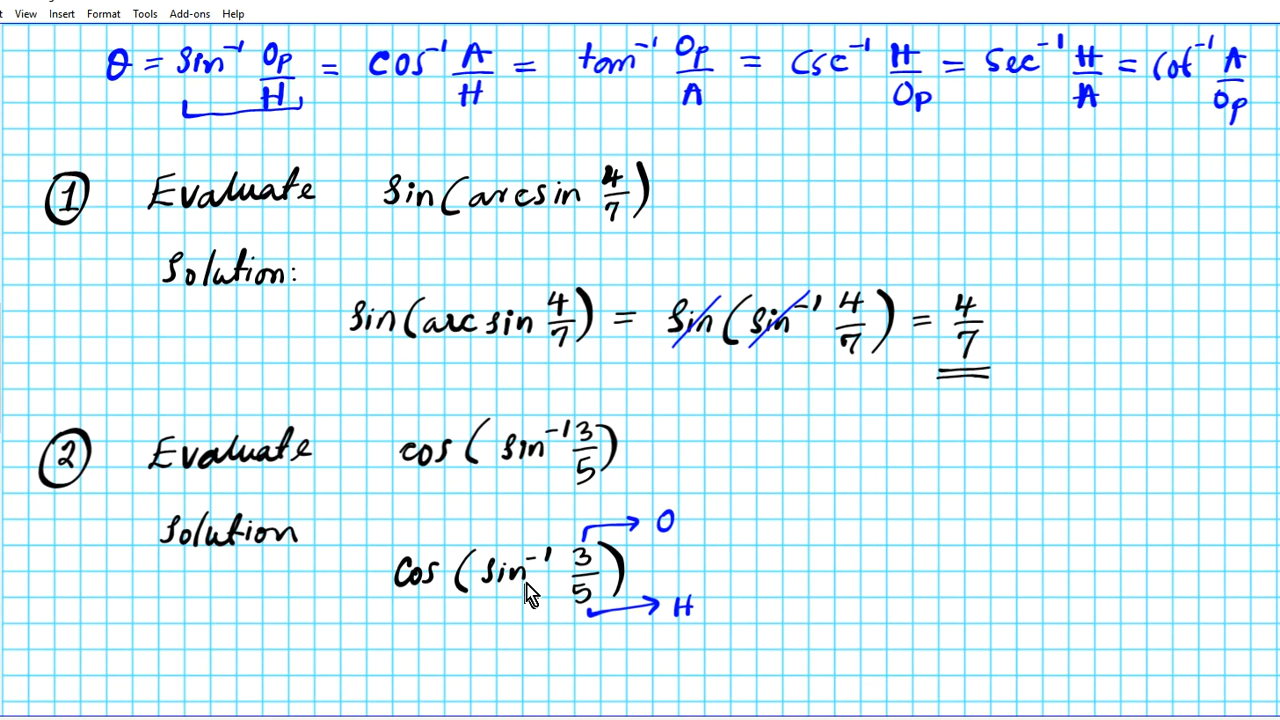 View Insert Format Tools Add-ons Help
θ = sin⁻¹ Op/H = cos⁻¹ A/H = tan⁻¹ Op/A = csc⁻¹ H/Op = sec⁻¹ H/A = cot⁻¹ A/Op
① Evaluate sin(arcsin 4/7)
Solution:
sin(arc sin 4/7) = sin(sin⁻¹ 4/7) = 4/7
② Evaluate cos(sin⁻¹ 3/5)
Solution
O
Cos (sin⁻¹ 3/5)
H